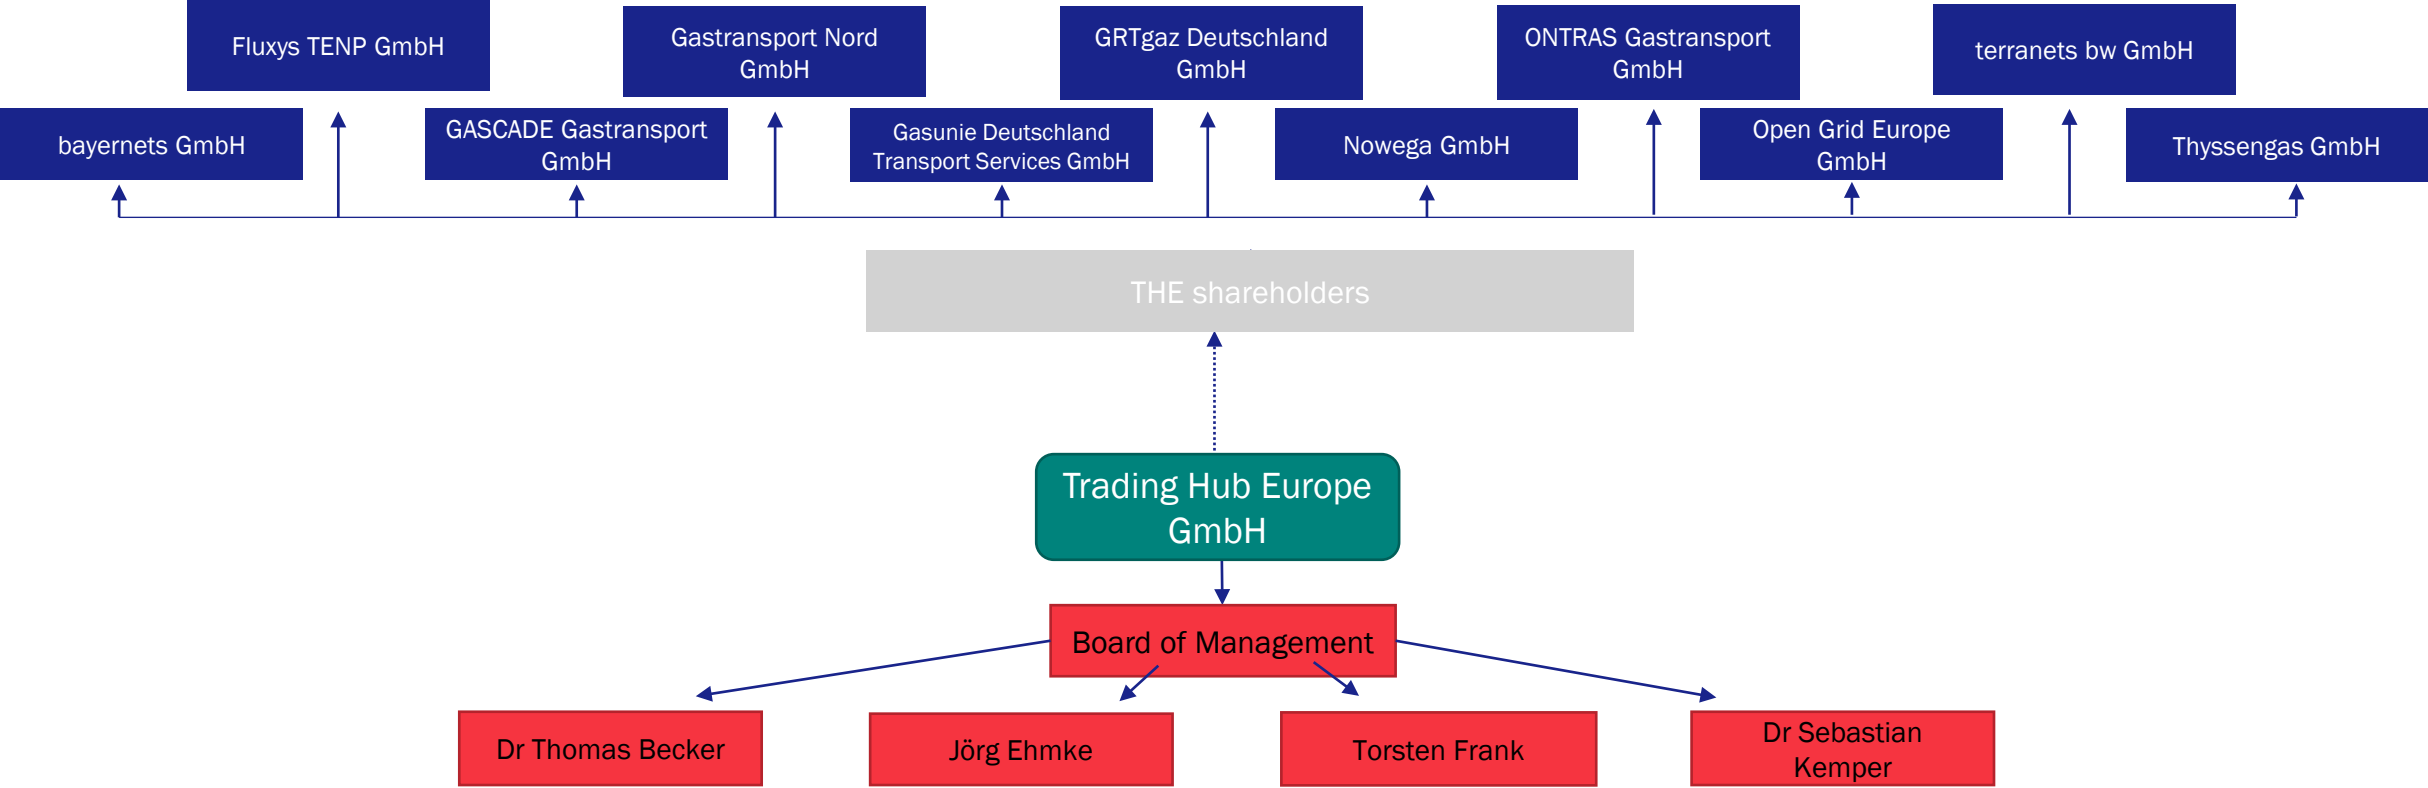 Fluxys TENP GmbH
Gastransport Nord
GmbH
GRTgaz Deutschland
GmbH
ONTRAS Gastransport
GmbH
terranets bw GmbH
bayernets GmbH
GASCADE Gastransport
GmbH
Gasunie Deutschland
Transport Services GmbH
Nowega GmbH
Open Grid Europe
GmbH
Thyssengas GmbH
THE shareholders
Trading Hub Europe
GmbH
Board of Management
Dr Thomas Becker
Jörg Ehmke
Torsten Frank
Dr Sebastian
Kemper